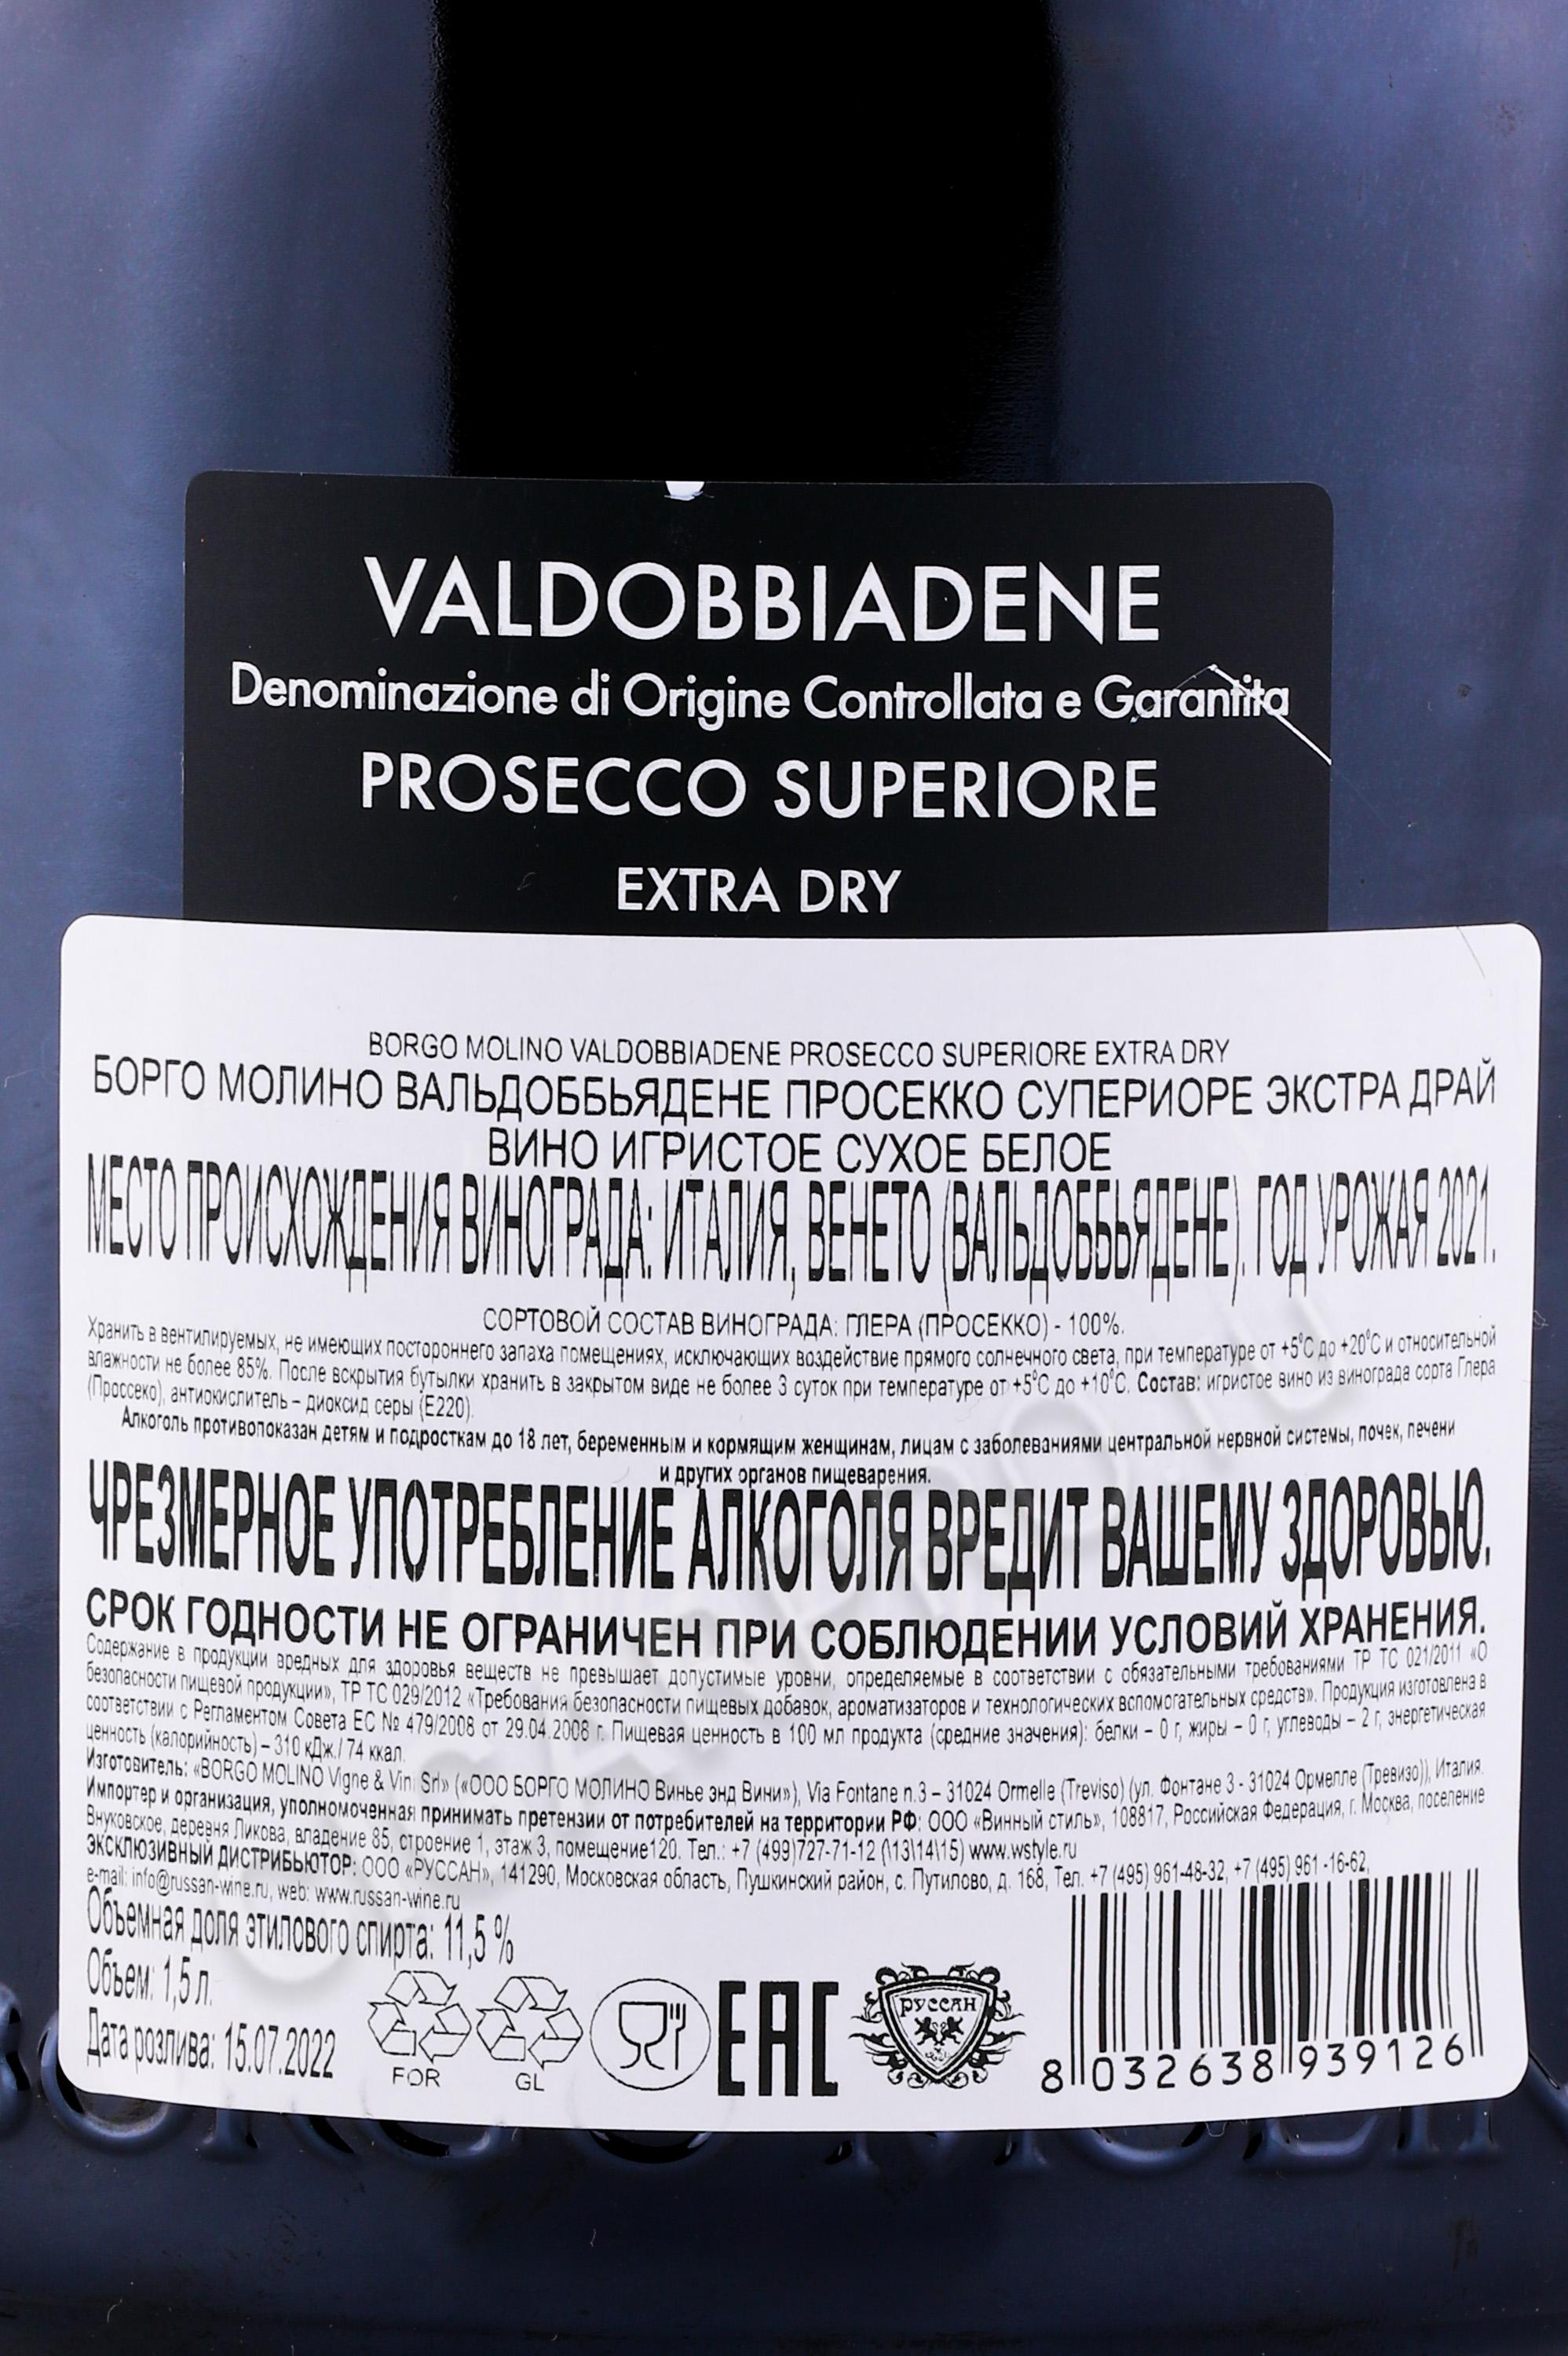 VALDOBBIADENE
Denominazione di Origine Controllata e Garantita
PROSECCO SUPERIORE
EXTRA DRY
BORGO MOLINO VALDOBBIADENE PROSECCO SUPERIORE EXTRA DRY
БОРГО МОЛИНО ВАЛЬДОББЬЯДЕНЕ ПРОСЕККО СУПЕРИОРЕ ЭКСТРА ДРАЙ
ВИНО ИГРИСТОЕ СУХОЕ БЕЛОЕ
МЕСТО ПРОИСХОЖДЕНИЯ ВИНОГРАДА: ИТАЛИЯ, ВЕНЕТО (ВАЛЬДОББЬЯДЕНЕ). ГОД УРОЖАЯ 2021.
СОРТОВОЙ СОСТАВ ВИНОГРАДА: ГЛЕРА (ПРОСЕККО) - 100%.
Хранить в вентилируемых, не имеющих постороннего запаха помещениях, исключающих воздействие прямого солнечного света, при температуре от +5°С до +20°С и относительной
влажности не более 85%. После вскрытия бутылки хранить в закрытом виде не более 3 суток при температуре от +5°С до +10°С. Состав: игристое вино из винограда сорта Глера
(Проссеко), антиокислитель – диоксид серы (Е220).
Алкоголь противопоказан детям и подросткам до 18 лет, беременным и кормящим женщинам, лицам с заболеваниями центральной нервной системы, почек, печени
и других органов пищеварения.
ЧРЕЗМЕРНОЕ УПОТРЕБЛЕНИЕ АЛКОГОЛЯ ВРЕДИТ ВАШЕМУ ЗДОРОВЬЮ.
СРОК ГОДНОСТИ НЕ ОГРАНИЧЕН ПРИ СОБЛЮДЕНИИ УСЛОВИЙ ХРАНЕНИЯ.
Содержание в продукции вредных для здоровья веществ не превышает допустимые уровни, определяемые в соответствии с обязательными требованиями ТР ТС 021/2011 «О
безопасности пищевой продукции», ТР ТС 029/2012 «Требования безопасности пищевых добавок, ароматизаторов и технологических вспомогательных средств». Продукция изготовлена в
соответствии с Регламентом Совета ЕС № 479/2008 от 29.04.2008 г. Пищевая ценность в 100 мл продукта (средние значения): белки – 0 г, жиры – 0 г, углеводы – 2 г, энергетическая
ценность (калорийность) – 310 кДж./ 74 ккал.
Изготовитель: «BORGO MOLINO Vigne & Vini Srl» («ООО БОРГО МОЛИНО Винье энд Вини»), Via Fontane n.3 – 31024 Ormelle (Treviso) (ул. Фонтане 3 - 31024 Ормелле (Тревизо)), Италия.
Импортер и организация, уполномоченная принимать претензии от потребителей на территории РФ: ООО «Винный стиль», 108817, Российская Федерация, г. Москва, поселение
Внуковское, деревня Ликова, владение 85, строение 1, этаж 3, помещение120. Тел.: +7 (499)727-71-12 (\13\14\15) www.wstyle.ru
ЭКСКЛЮЗИВНЫЙ ДИСТРИБЬЮТОР: ООО «РУССАН», 141290, Московская область, Пушкинский район, с. Путилово, д. 168, Тел. +7 (495) 961-48-32, +7 (495) 961 -16-62,
e-mail: info@russan-wine.ru, web: www.russan-wine.ru
Объемная доля этилового спирта: 11,5 %
Объем: 1,5 л.
Дата розлива: 15.07.2022
FOR
GL
EAC
РУССАН
8 032638 939126